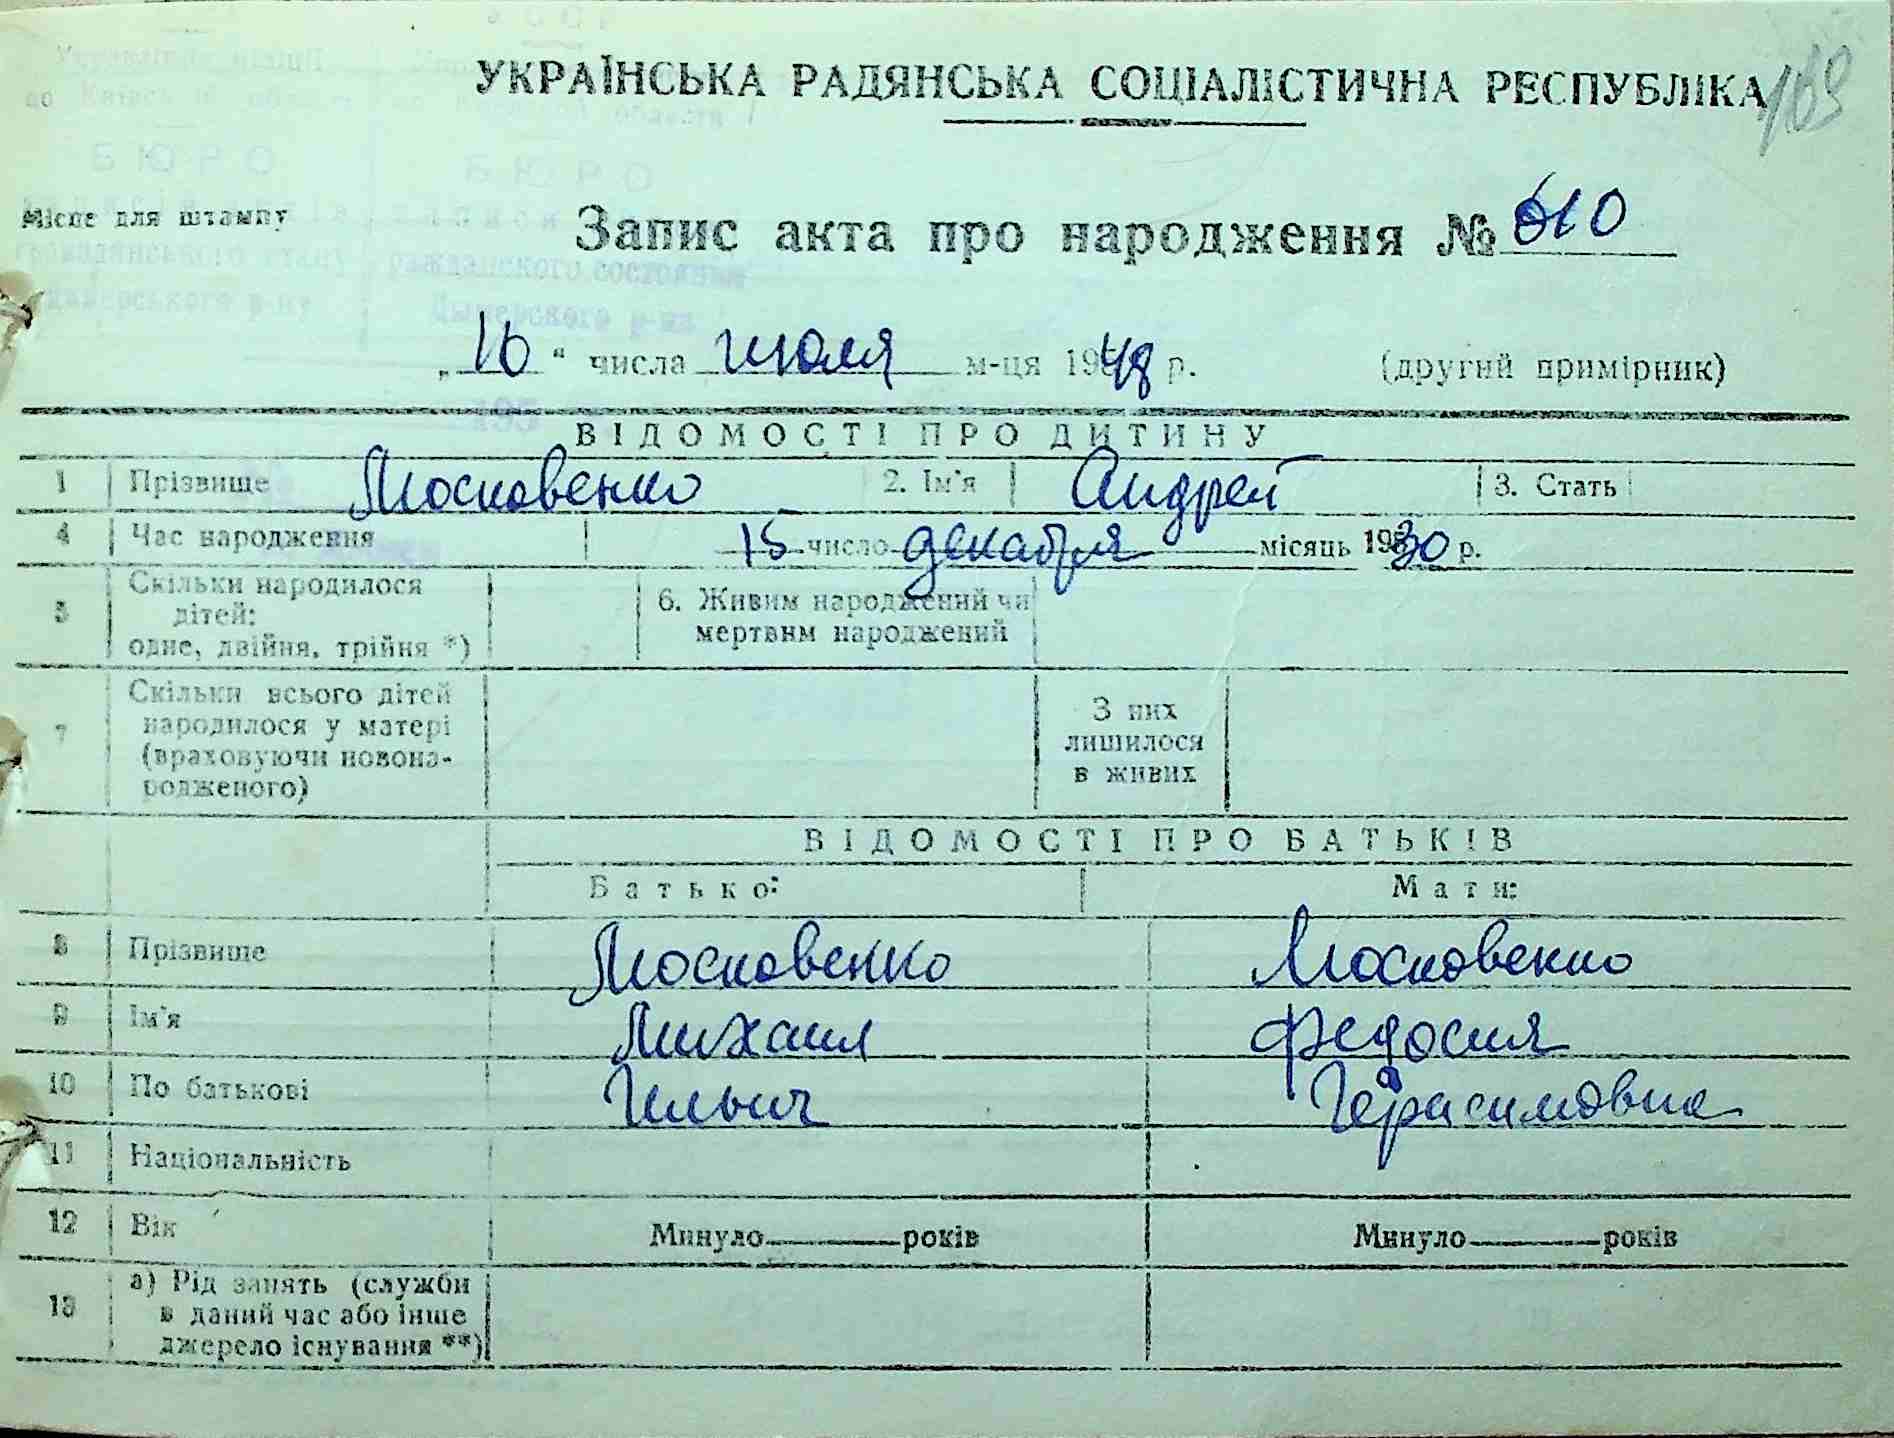 УКРАЇНСЬКА РАДЯНСЬКА СОЦІАЛІСТИЧНА РЕСПУБЛІКА
169
Місце для штампу
Запис акта про народження № 610
„16“ числа июля м-ця 1948 р. (другий примірник)
ВІДОМОСТІ ПРО ДИТИНУ
1 Прізвище Московенко 2. Ім'я Андрей 3. Стать
4 Час народження 15 число декабря місяць 1930 р.
5 Скільки народилося дітей: одне, двійня, трійня *) 6. Живим народжений чи мертвим народжений
7 Скільки всього дітей народилося у матері (враховуючи новонародженого) З них лишилося в живих
ВІДОМОСТІ ПРО БАТЬКІВ
Батько: Мати:
8 Прізвище Московенко Московенко
9 Ім'я Михаил Федосия
10 По батькові Ильич Герасимовна
11 Національність
12 Вік Минуло років Минуло років
13 а) Рід занять (служби в даний час або інше джерело існування **)